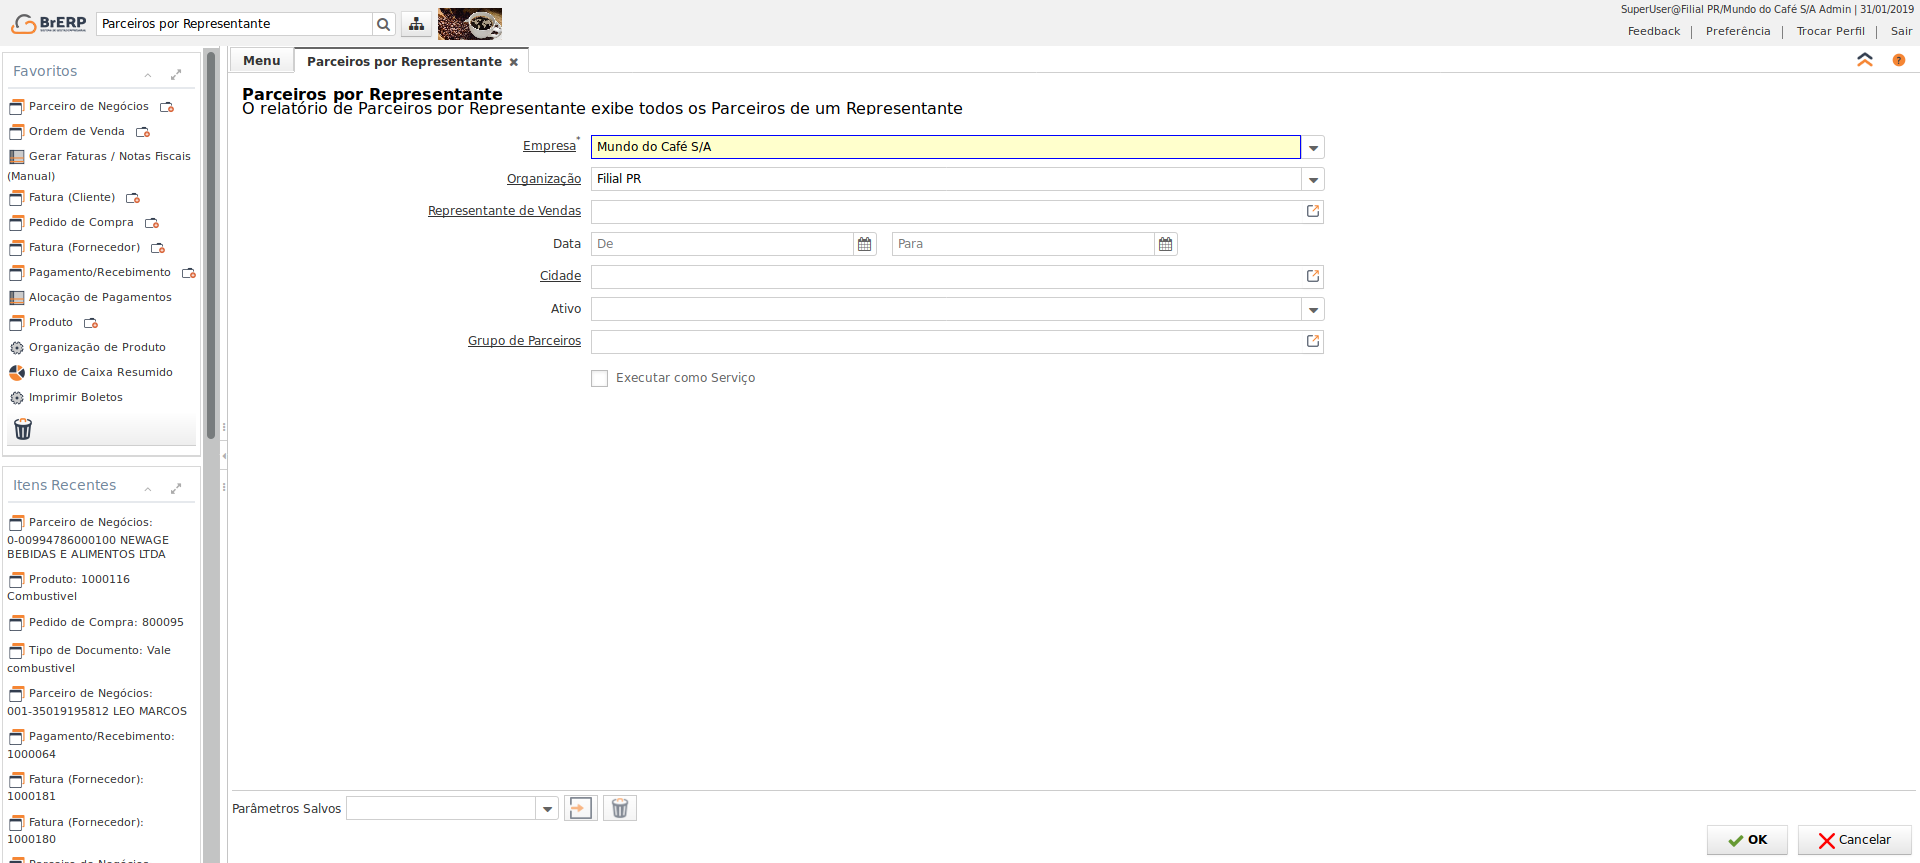 BrERP
Parceiros por Representante
SuperUser@Filial PR/Mundo do Café S/A Admin | 31/01/2019
Feedback | Preferência | Trocar Perfil | Sair
Favoritos
Parceiro de Negócios
Ordem de Venda
Gerar Faturas / Notas Fiscais
(Manual)
Fatura (Cliente)
Pedido de Compra
Fatura (Fornecedor)
Pagamento/Recebimento
Alocação de Pagamentos
Produto
Organização de Produto
Fluxo de Caixa Resumido
Imprimir Boletos
Itens Recentes
Parceiro de Negócios:
0-00994786000100 NEWAGE
BEBIDAS E ALIMENTOS LTDA
Produto: 1000116
Combustivel
Pedido de Compra: 800095
Tipo de Documento: Vale
combustivel
Parceiro de Negócios:
001-35019195812 LEO MARCOS
Pagamento/Recebimento:
1000064
Fatura (Fornecedor):
1000181
Fatura (Fornecedor):
1000180
Parceiro de Negócios
Menu
Parceiros por Representante
Parceiros por Representante
O relatório de Parceiros por Representante exibe todos os Parceiros de um Representante
Empresa* Mundo do Café S/A
Organização Filial PR
Representante de Vendas
Data De Para
Cidade
Ativo
Grupo de Parceiros
Executar como Serviço
Parâmetros Salvos
OK Cancelar